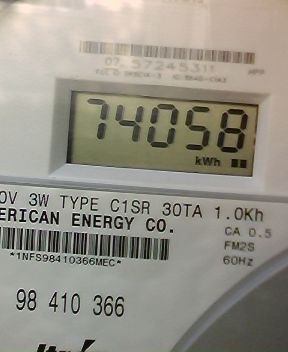 07. 57245311
74058
kWh
0V 3W TYPE C1SR 30TA 1.0Kh
ERICAN ENERGY CO.
CA 0.5
*1NFS98410366MEC*
FM2S
60Hz
98 410 366